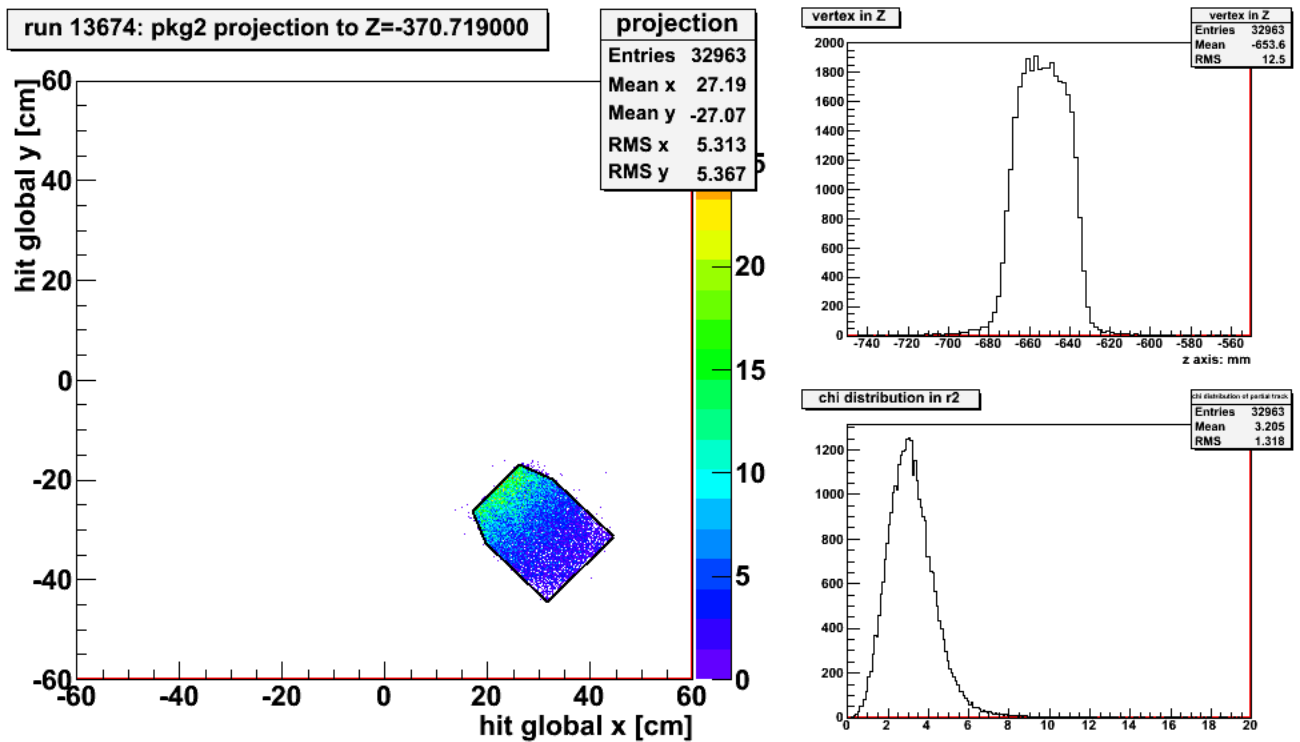 run 13674: pkg2 projection to Z=-370.719000
projection
Entries 32963
Mean x 27.19
Mean y -27.07
RMS x 5.313
RMS y 5.367
hit global y [cm]
60
40
20
0
-20
-40
-60
-60 -40 -20 0 20 40 60
hit global x [cm]
5
20
15
10
5
0
vertex in Z
vertex in Z
Entries 32963
Mean -653.6
RMS 12.5
2000
1800
1600
1400
1200
1000
800
600
400
200
0
-740 -720 -700 -680 -660 -640 -620 -600 -580 -560
z axis: mm
chi distribution in r2
chi distribution of partial track
Entries 32963
Mean 3.205
RMS 1.318
1200
1000
800
600
400
200
0
0 2 4 6 8 10 12 14 16 18 20